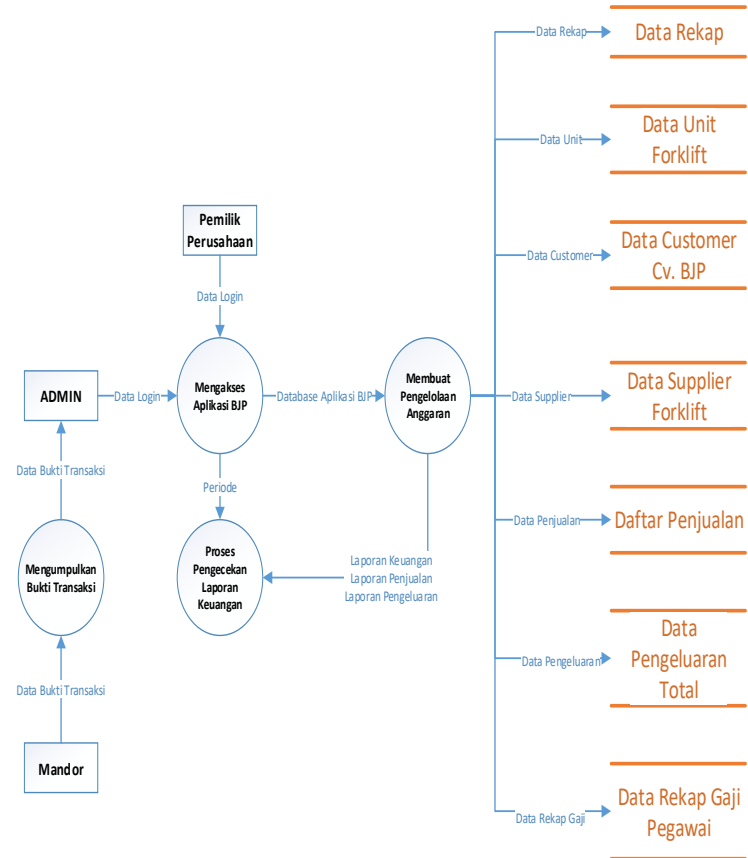 Data Rekap
Data Rekap
Data Unit
Data Unit
Forklift
Pemilik
Perusahaan
Data Customer
Data Customer
Cv. BJP
Data Login
ADMIN
Data Login
Mengakses
Aplikasi BJP
Database Aplikasi BJP
Membuat
Pengelolaan
Anggaran
Data Supplier
Data Supplier
Forklift
Data Bukti Transaksi
Periode
Data Penjualan
Daftar Penjualan
Mengumpulkan
Bukti Transaksi
Proses
Pengecekan
Laporan
Keuangan
Laporan Keuangan
Laporan Penjualan
Laporan Pengeluaran
Data Pengeluaran
Data
Pengeluaran
Total
Data Bukti Transaksi
Mandor
Data Rekap Gaji
Data Rekap Gaji
Pegawai